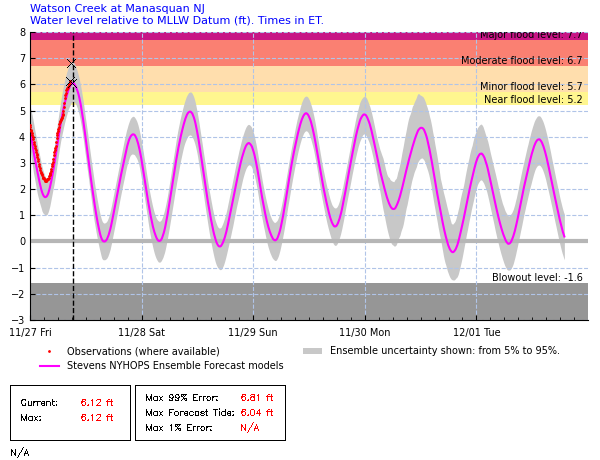 Watson Creek at Manasquan NJ
Water level relative to MLLW Datum (ft). Times in ET.
8
7
6
5
4
3
2
1
0
−1
−2
−3
Major flood level: 7.7
Moderate flood level: 6.7
Minor flood level: 5.7
Near flood level: 5.2
Blowout level: -1.6
11/27 Fri
11/28 Sat
11/29 Sun
11/30 Mon
12/01 Tue
Observations (where available)
Stevens NYHOPS Ensemble Forecast models
Ensemble uncertainty shown: from 5% to 95%.
Current: 6.12 ft
Max: 6.12 ft
Max 99% Error: 6.81 ft
Max Forecast Tide: 6.04 ft
Max 1% Error: N/A
N/A